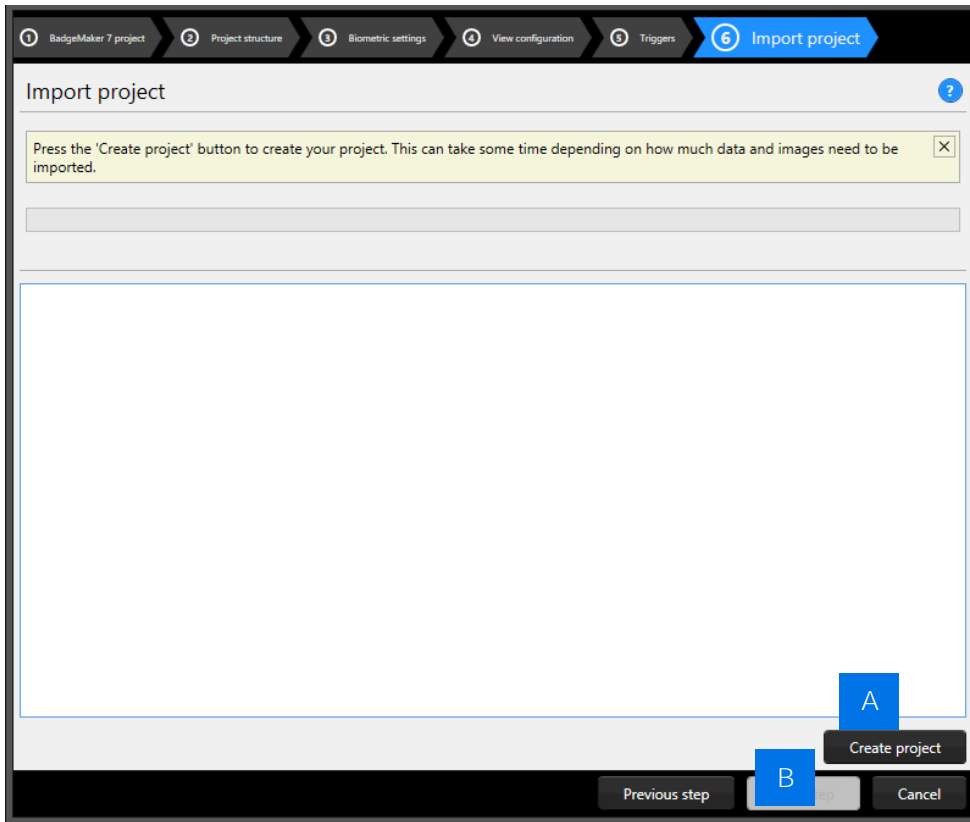 1 BadgeMaker 7 project 2 Project structure 3 Biometric settings 4 View configuration 5 Triggers 6 Import project
Import project ?
Press the 'Create project' button to create your project. This can take some time depending on how much data and images need to be
imported.
A
Create project
B
Previous step
Cancel